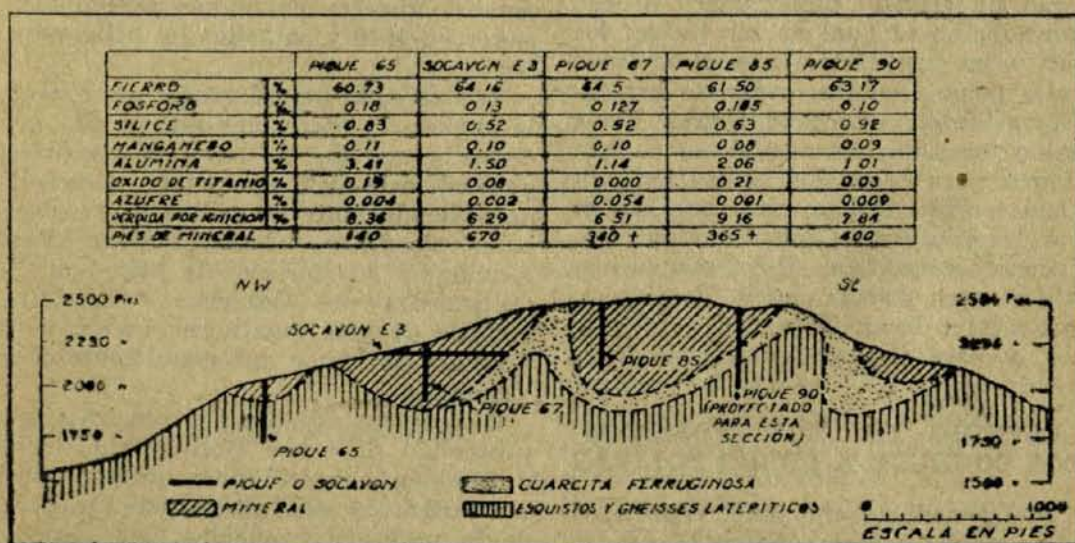 PIQUE 65 SOCAVON E3 PIQUE 67 PIQUE 85 PIQUE 90
FIERRO % 60.73 64.16 64.5 61.50 63.17
FOSFORO % 0.18 0.13 0.127 0.185 0.10
SILICE % 0.83 0.52 0.52 0.63 0.92
MANGANESO % 0.11 0.10 0.10 0.08 0.09
ALUMINA % 3.41 1.50 1.14 2.06 1.01
OXIDO DE TITANIO % 0.19 0.08 0.000 0.21 0.03
AZUFRE % 0.004 0.002 0.054 0.001 0.009
PERDIDA POR IGNICION % 8.36 6.29 6.51 9.16 7.84
PIES DE MINERAL 140 670 340 + 365 + 400
NW
2500 Pies
2250 "
2000 "
1750 "
SOCAVON E3
PIQUE 65
PIQUE 67
PIQUE 85
PIQUE 90
(PROYECTADO
PARA ESTA
SECCIÓN)
1750 "
PIQUE O SOCAVON
CUARCITA FERRUGINOSA
MINERAL
ESQUISTOS Y GNEISSES LATERITICOS
0 1000
ESCALA EN PIES